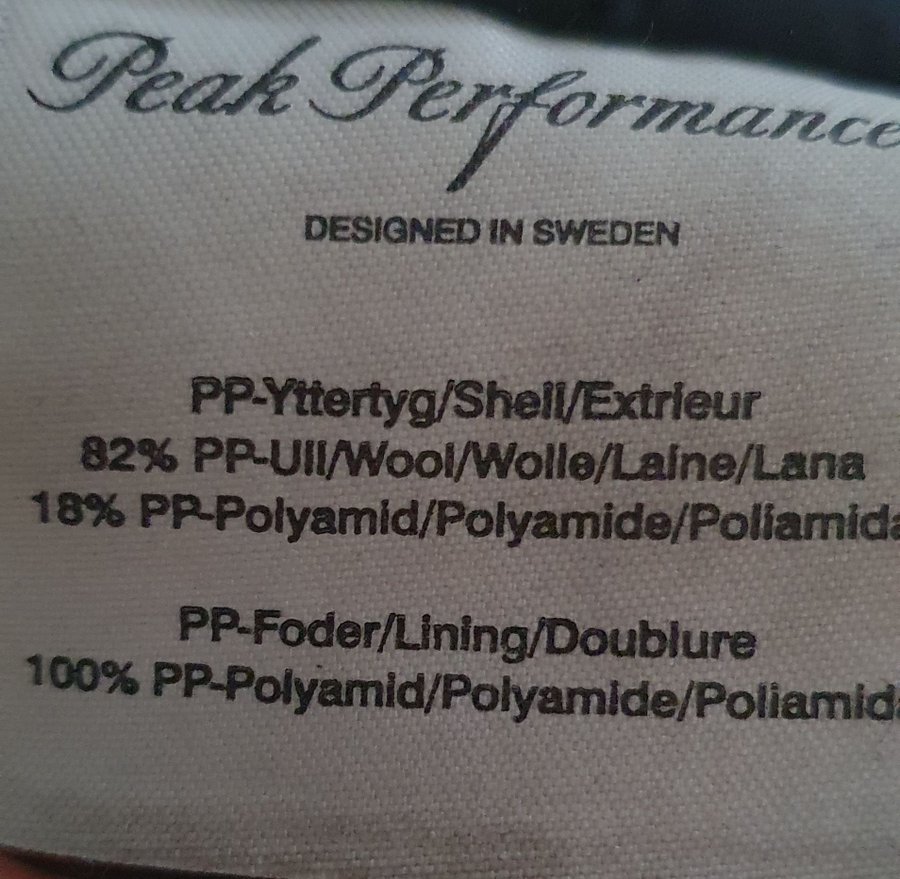 Peak Performance
DESIGNED IN SWEDEN
PP-Yttertyg/Shell/Extrieur
82% PP-Ull/Wool/Wolle/Laine/Lana
18% PP-Polyamid/Polyamide/Poliamida
PP-Foder/Lining/Doublure
100% PP-Polyamid/Polyamide/Poliamida